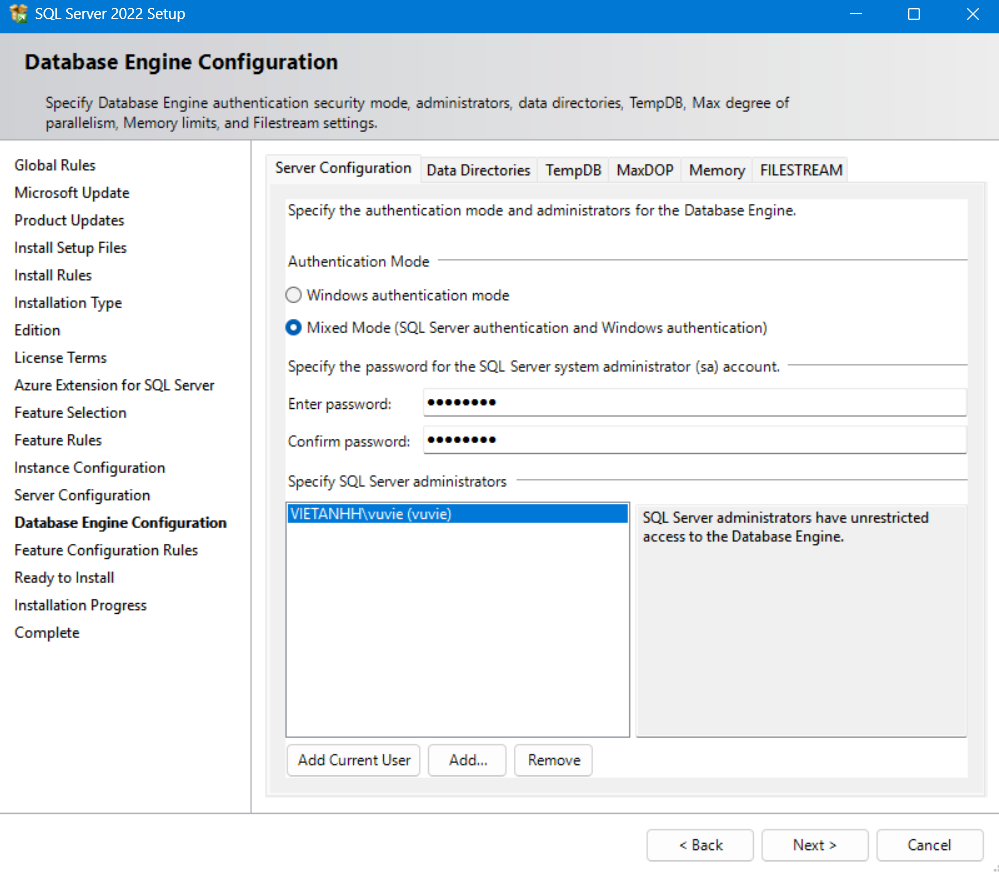 SQL Server 2022 Setup
Database Engine Configuration
Specify Database Engine authentication security mode, administrators, data directories, TempDB, Max degree of
parallelism, Memory limits, and Filestream settings.
Global Rules
Microsoft Update
Product Updates
Install Setup Files
Install Rules
Installation Type
Edition
License Terms
Azure Extension for SQL Server
Feature Selection
Feature Rules
Instance Configuration
Server Configuration
Database Engine Configuration
Feature Configuration Rules
Ready to Install
Installation Progress
Complete
Server Configuration Data Directories TempDB MaxDOP Memory FILESTREAM
Specify the authentication mode and administrators for the Database Engine.
Authentication Mode
Windows authentication mode
Mixed Mode (SQL Server authentication and Windows authentication)
Specify the password for the SQL Server system administrator (sa) account.
Enter password: ●●●●●●●●
Confirm password: ●●●●●●●●
Specify SQL Server administrators
VIETANHH\vuvie (vuvie)
SQL Server administrators have unrestricted
access to the Database Engine.
Add Current User Add... Remove
< Back Next > Cancel